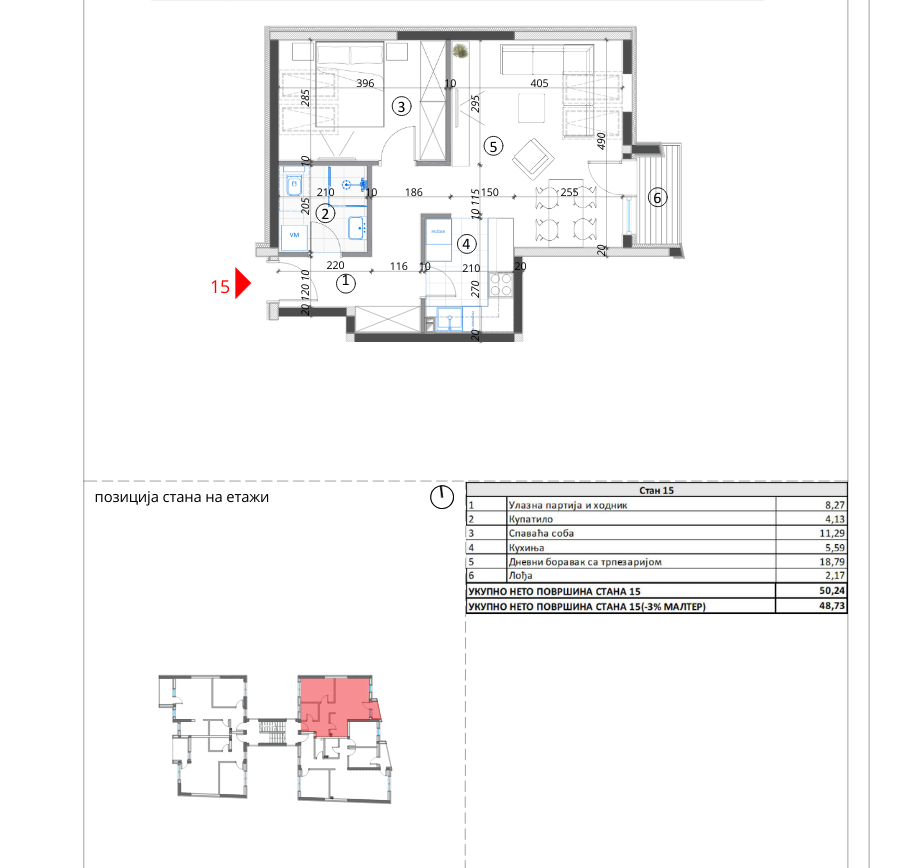 396
10
405
285
295
3
5
490
10
210
10
186
150
255
205
2
10 115
6
VM
4
220
116
10
210
20
20
15
1
20 120 10
270
20
позиција стана на етажи
Стан 15
1 Улазна партија и ходник 8,27
2 Купатило 4,13
3 Спаваћа соба 11,29
4 Кухиња 5,59
5 Дневни боравак са трпезаријом 18,79
6 Лођа 2,17
УКУПНО НЕТО ПОВРШИНА СТАНА 15 50,24
УКУПНО НЕТО ПОВРШИНА СТАНА 15(-3% МАЛТЕР) 48,73